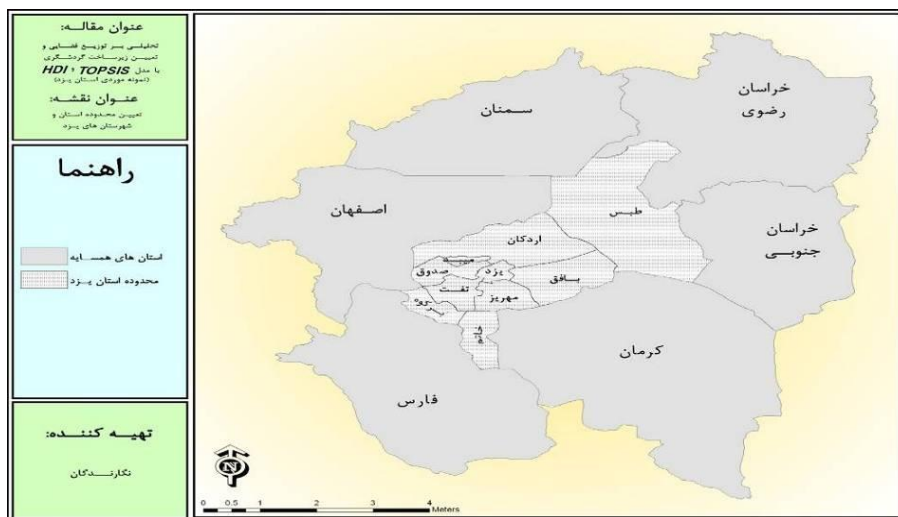 عنوان مقاله:
تحلیلی بر توزیع فضایی و
تعیین زیرساخت گردشگری
با مدل TOPSIS و HDI
(نمونه موردی استان یزد)
عنوان نقشه:
تعیین محدوده استان و
شهرستان های یزد
راهنما
استان های همسایه
محدوده استان یزد
تهیه کننده:
نگارندگان
خراسان
رضوی
سمنان
طبس
اصفهان
خراسان
جنوبی
اردکان
میبد
صدوق
یزد
بافق
تفت
مهریز
ابرکوه
خاتم
کرمان
فارس
N
0 0.5 1 2 3 4
Meters